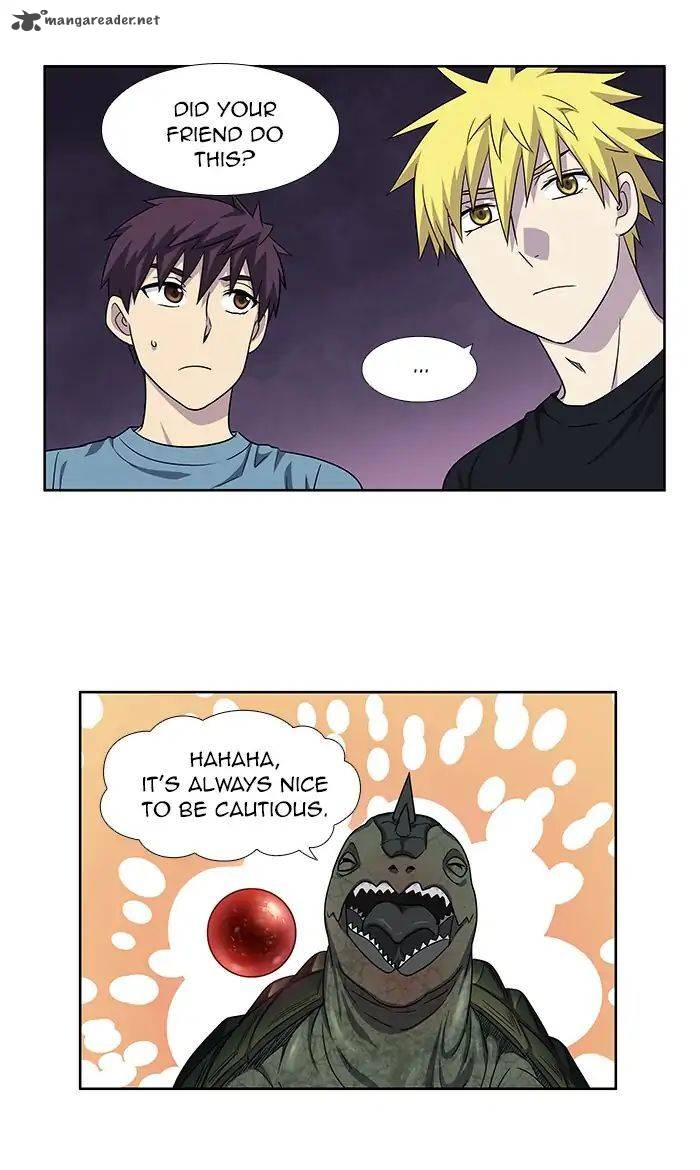 mangareader.net
DID YOUR
FRIEND DO
THIS?
...
HAHAHA,
IT'S ALWAYS NICE
TO BE CAUTIOUS.